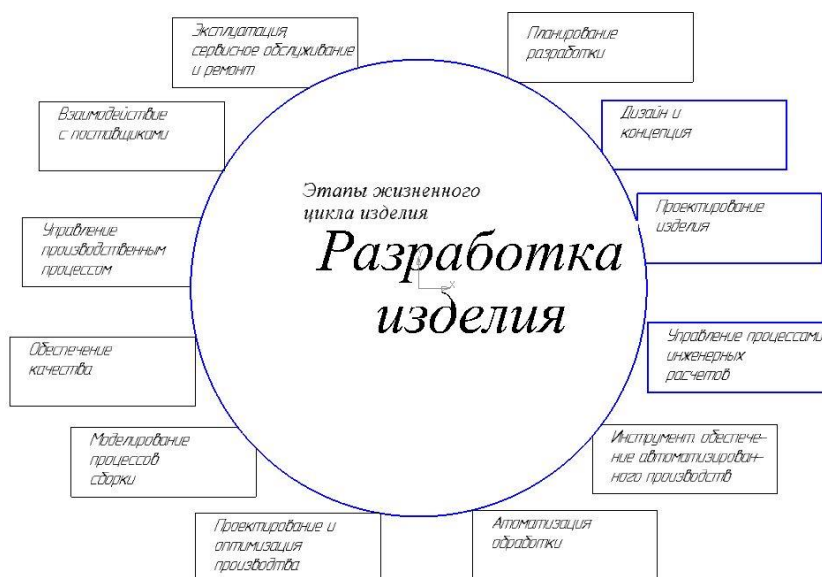 Эксплуатация,
сервисное обслуживание
и ремонт
Планирование
разработки
Взаимодействие
с поставщиками
Дизайн и
концепция
Этапы жизненного
цикла изделия
Разработка
изделия
Проектирование
изделия
Управление
производственным
процессом
Управление процессами
инженерных
расчетов
Обеспечение
качества
Моделирование
процессов
сборки
Инструмент. обеспече-
ние автоматизирован-
ного производств
Проектирование и
оптимизация
производтва
Атоматизация
обработки